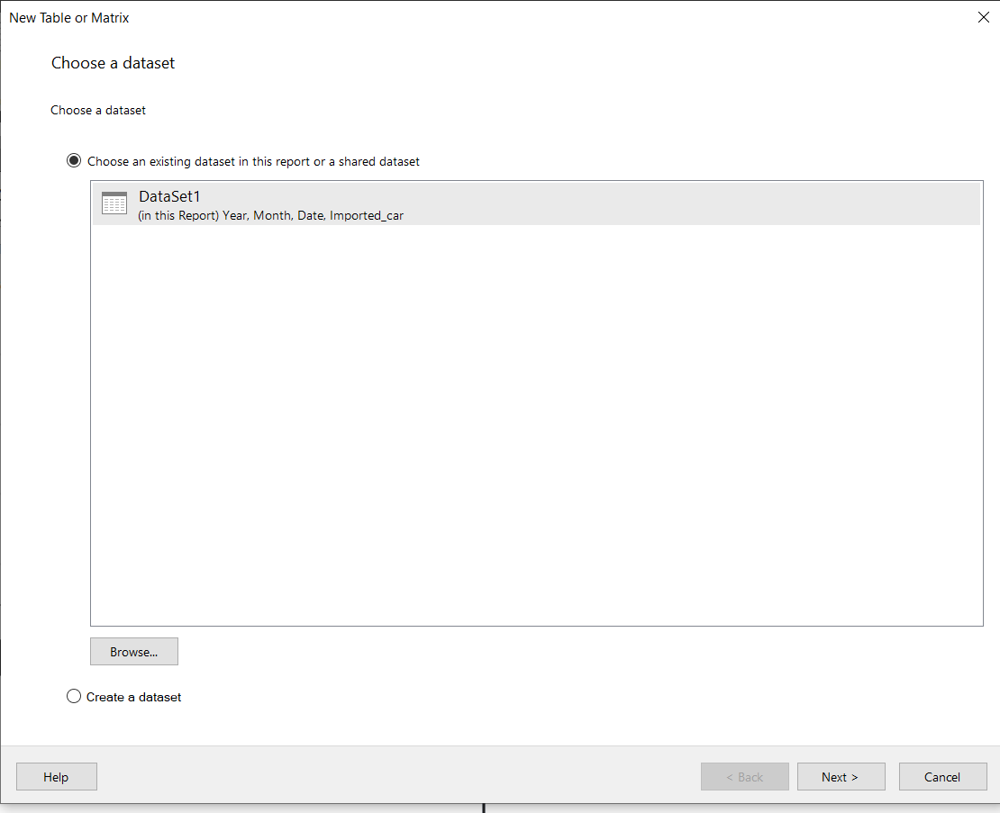 New Table or Matrix
Choose a dataset
Choose a dataset
Choose an existing dataset in this report or a shared dataset
DataSet1
(in this Report) Year, Month, Date, Imported_car
Browse...
Create a dataset
Help
< Back
Next >
Cancel